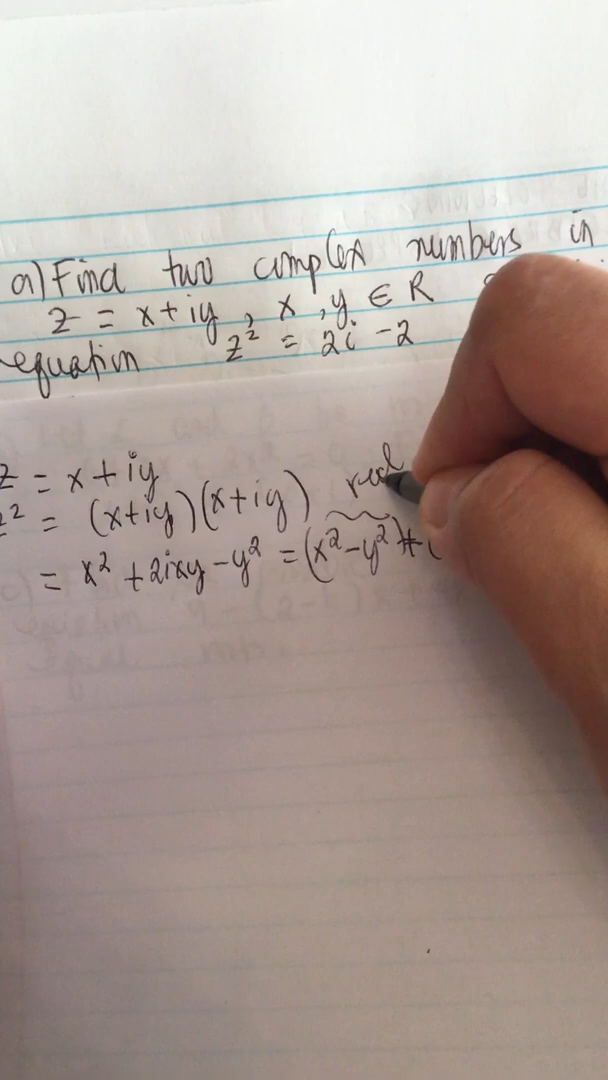 a) Find two complex numbers in
z = x + iy, x, y ∈ R
equation z² = 2i - 2
z = x + iy
z² = (x+iy)(x+iy) real
= x² + 2ixy - y² = (x² - y²) + (